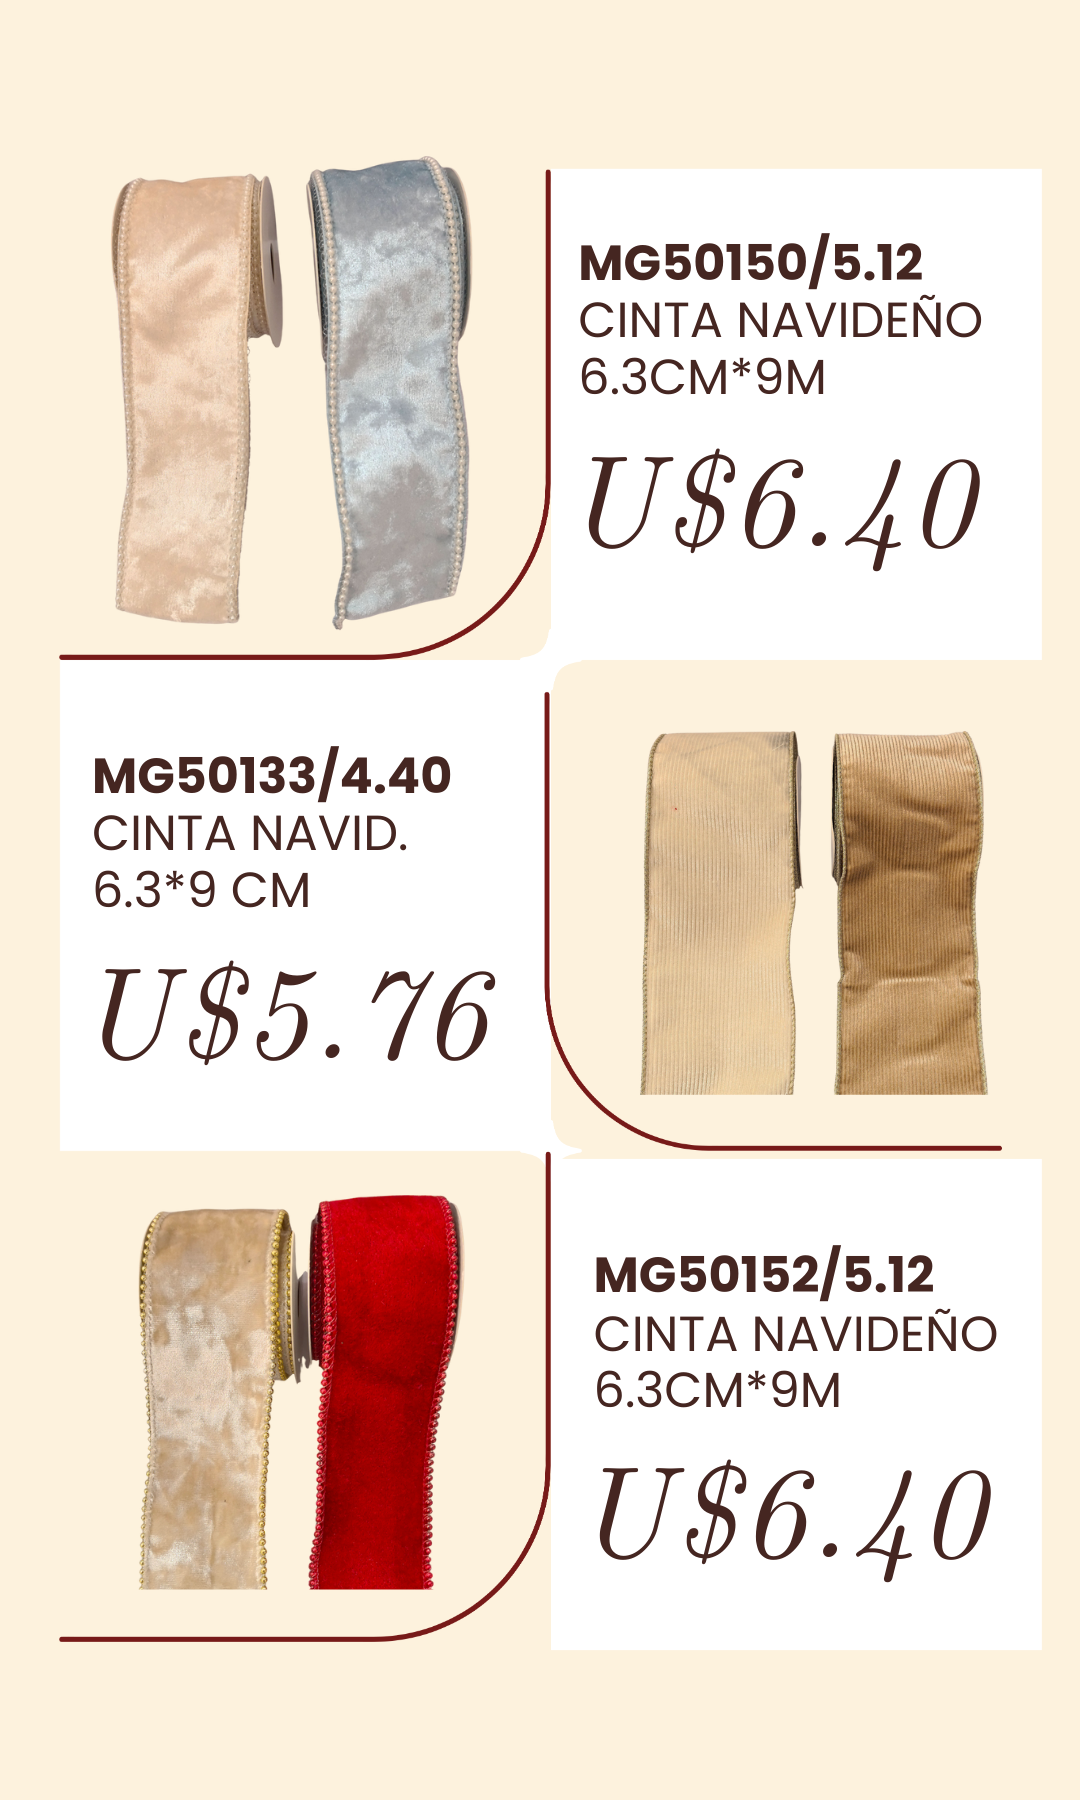 MG50150/5.12
CINTA NAVIDEÑO
6.3CM*9M
U$6.40
MG50133/4.40
CINTA NAVID.
6.3*9 CM
U$5.76
MG50152/5.12
CINTA NAVIDEÑO
6.3CM*9M
U$6.40